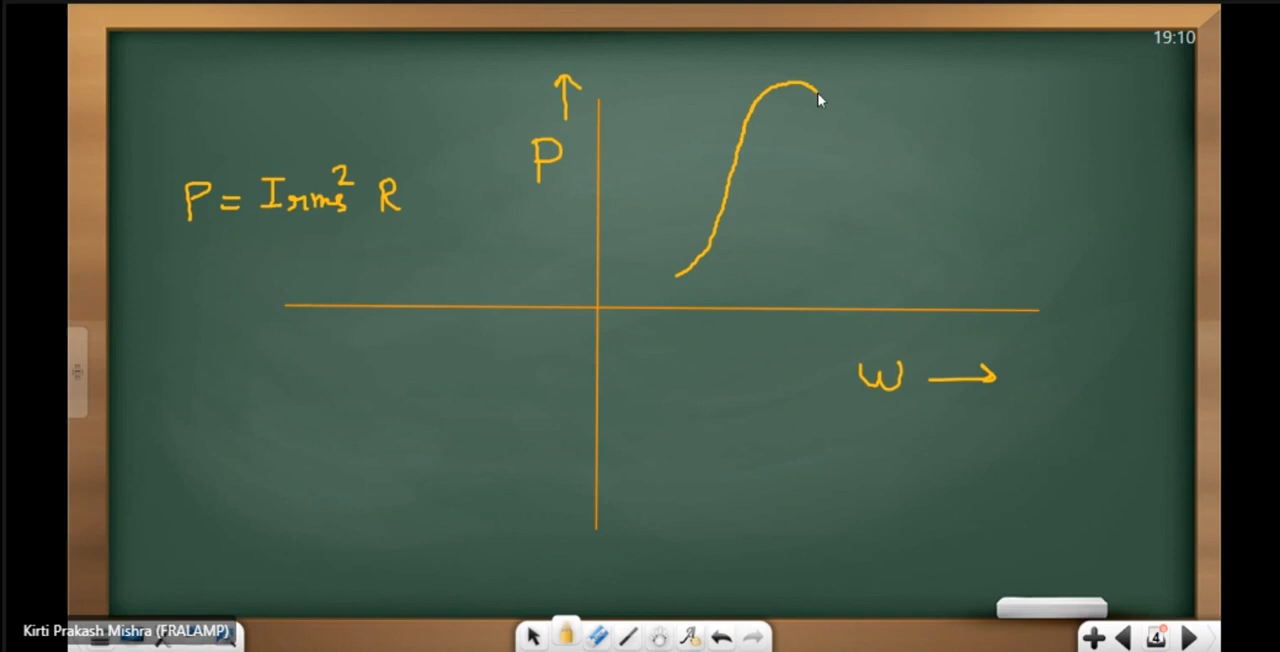 19:10
↑
P
P = Irms² R
W →
Kirti Prakash Mishra (FRALAMP)
4